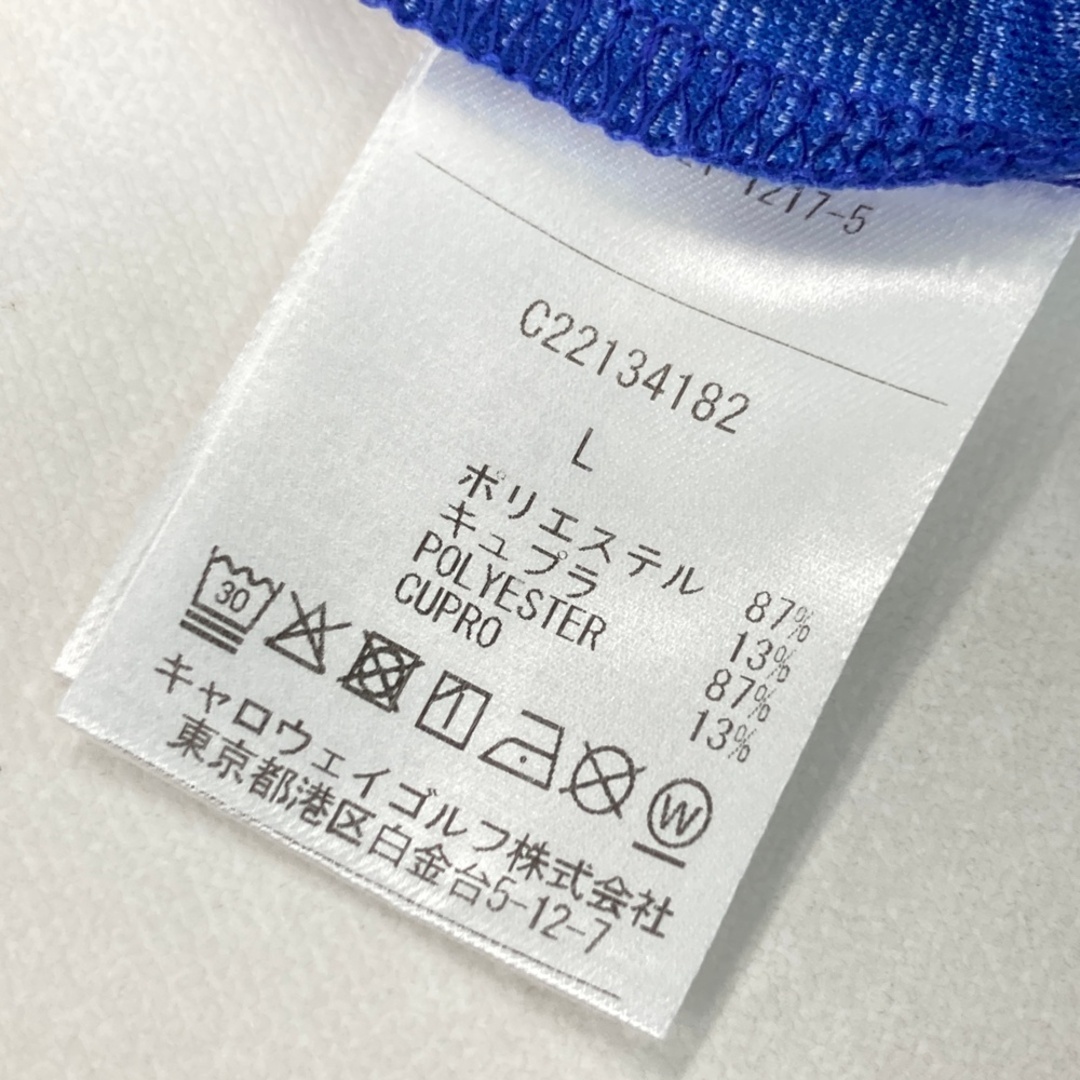 1217-5
C22134182
L
ポリエステル 87%
キュプラ 13%
POLYESTER 87%
CUPRO 13%
30
W
キャロウェイゴルフ株式会社
東京都港区白金台5-12-7